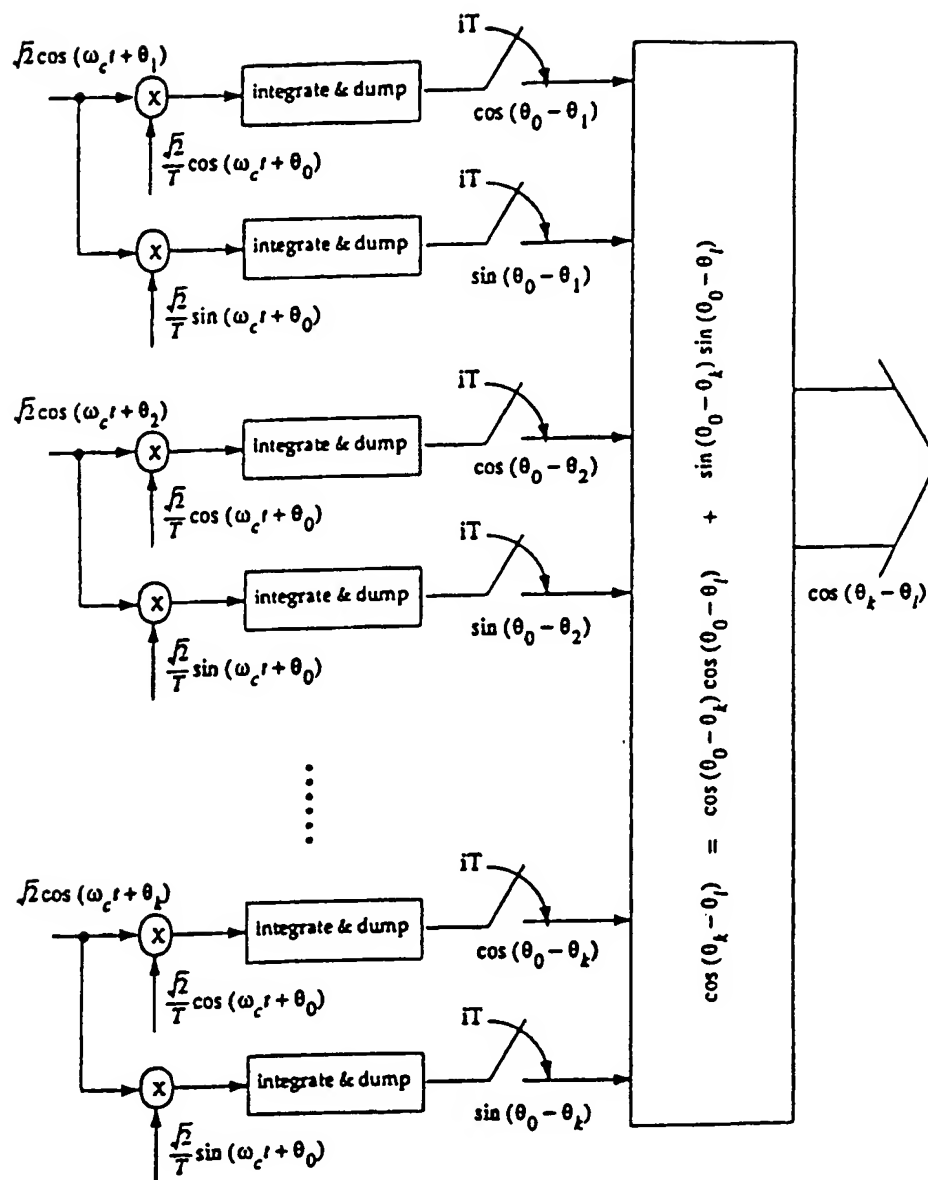 iT
√2 cos (ω_c t + θ_1)
X
integrate & dump
cos (θ_0 − θ_1)
√2/T cos (ω_c t + θ_0)
iT
X
integrate & dump
sin (θ_0 − θ_1)
√2/T sin (ω_c t + θ_0)
iT
√2 cos (ω_c t + θ_2)
X
integrate & dump
cos (θ_0 − θ_2)
√2/T cos (ω_c t + θ_0)
iT
X
integrate & dump
sin (θ_0 − θ_2)
√2/T sin (ω_c t + θ_0)
iT
√2 cos (ω_c t + θ_k)
X
integrate & dump
cos (θ_0 − θ_k)
√2/T cos (ω_c t + θ_0)
iT
X
integrate & dump
sin (θ_0 − θ_k)
√2/T sin (ω_c t + θ_0)
cos (θ_k − θ_l) = cos (θ_0 − θ_k) cos (θ_0 − θ_l) + sin (θ_0 − θ_k) sin (θ_0 − θ_l)
cos (θ_k − θ_l)